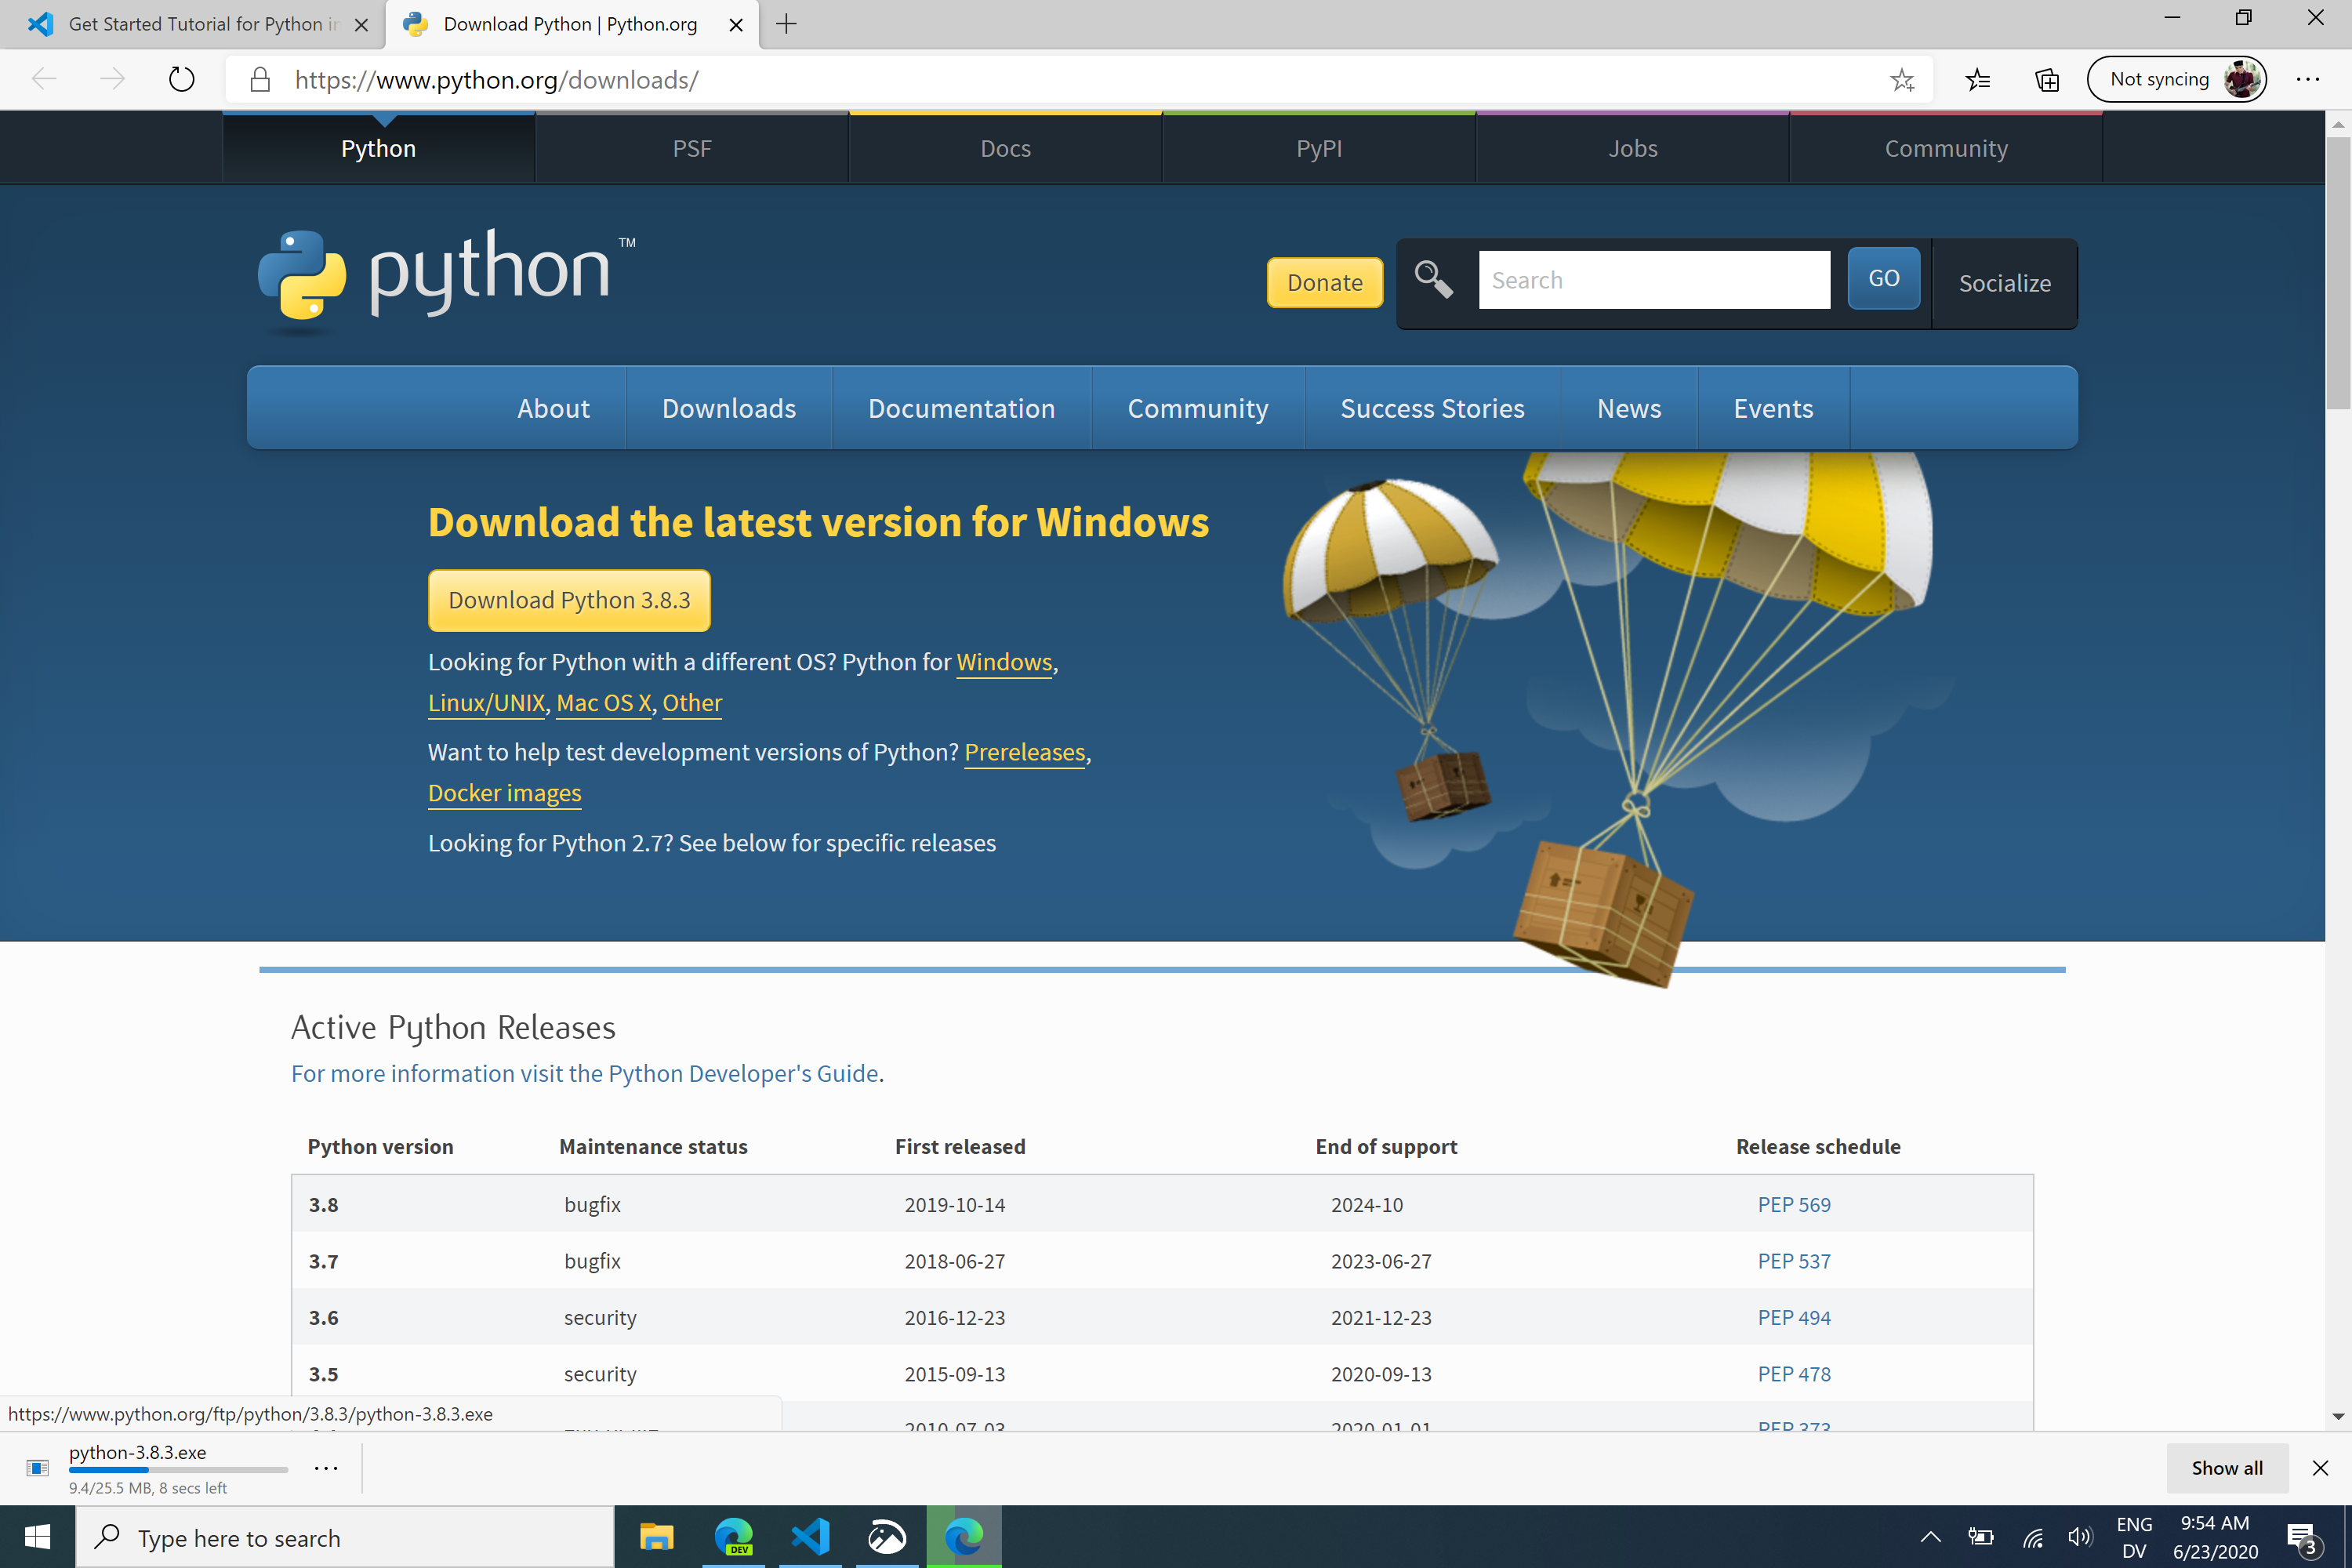 Get Started Tutorial for Python in
Download Python | Python.org
https://www.python.org/downloads/
Not syncing
Python
PSF
Docs
PyPI
Jobs
Community
python™
Donate
Search
GO
Socialize
About
Downloads
Documentation
Community
Success Stories
News
Events
Download the latest version for Windows
Download Python 3.8.3
Looking for Python with a different OS? Python for Windows,
Linux/UNIX, Mac OS X, Other
Want to help test development versions of Python? Prereleases,
Docker images
Looking for Python 2.7? See below for specific releases
Active Python Releases
For more information visit the Python Developer's Guide.
Python version Maintenance status First released End of support Release schedule
3.8 bugfix 2019-10-14 2024-10 PEP 569
3.7 bugfix 2018-06-27 2023-06-27 PEP 537
3.6 security 2016-12-23 2021-12-23 PEP 494
3.5 security 2015-09-13 2020-09-13 PEP 478
2010-07-03 2020-01-01 PEP 373
https://www.python.org/ftp/python/3.8.3/python-3.8.3.exe
python-3.8.3.exe
9.4/25.5 MB, 8 secs left
Show all
Type here to search
DEV
ENG
DV
9:54 AM
6/23/2020
3